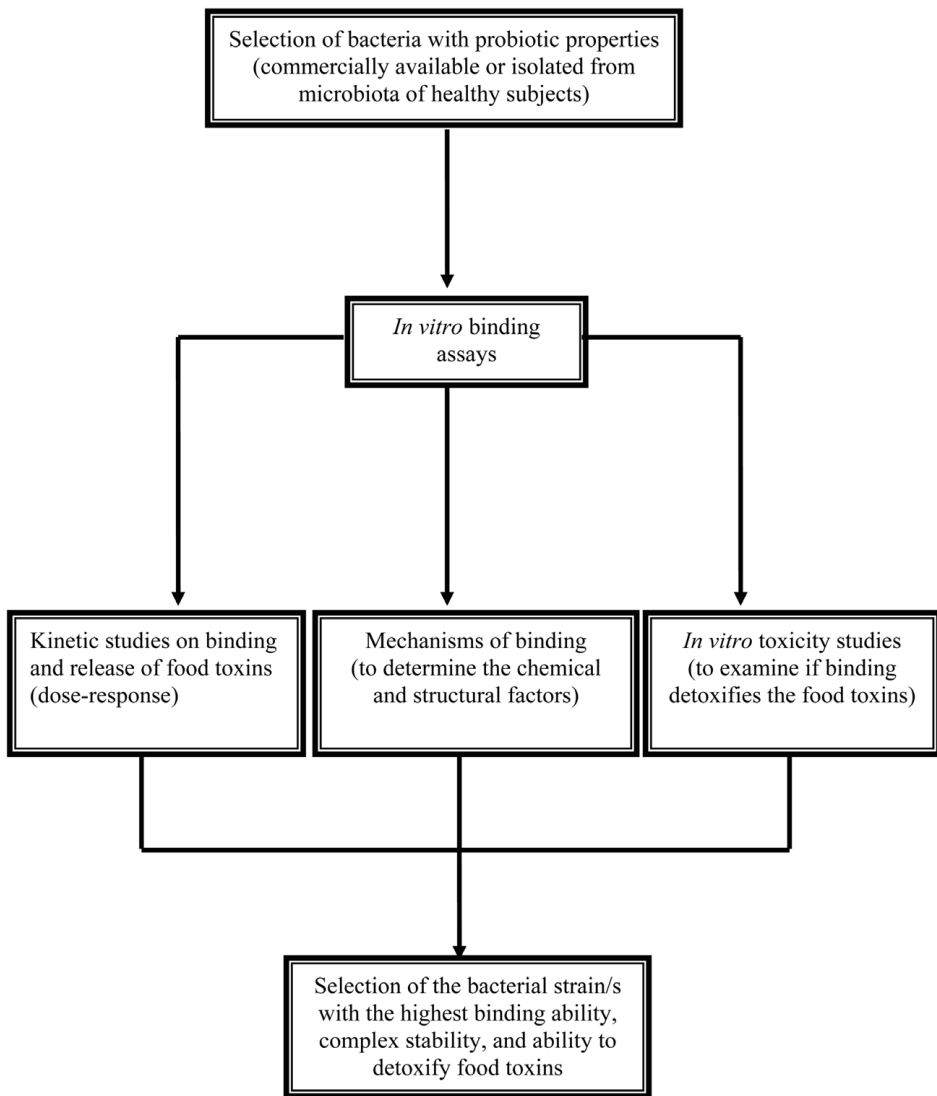 Selection of bacteria with probiotic properties
(commercially available or isolated from
microbiota of healthy subjects)
In vitro binding
assays
Kinetic studies on binding
and release of food toxins
(dose-response)
Mechanisms of binding
(to determine the chemical
and structural factors)
In vitro toxicity studies
(to examine if binding
detoxifies the food toxins)
Selection of the bacterial strain/s
with the highest binding ability,
complex stability, and ability to
detoxify food toxins